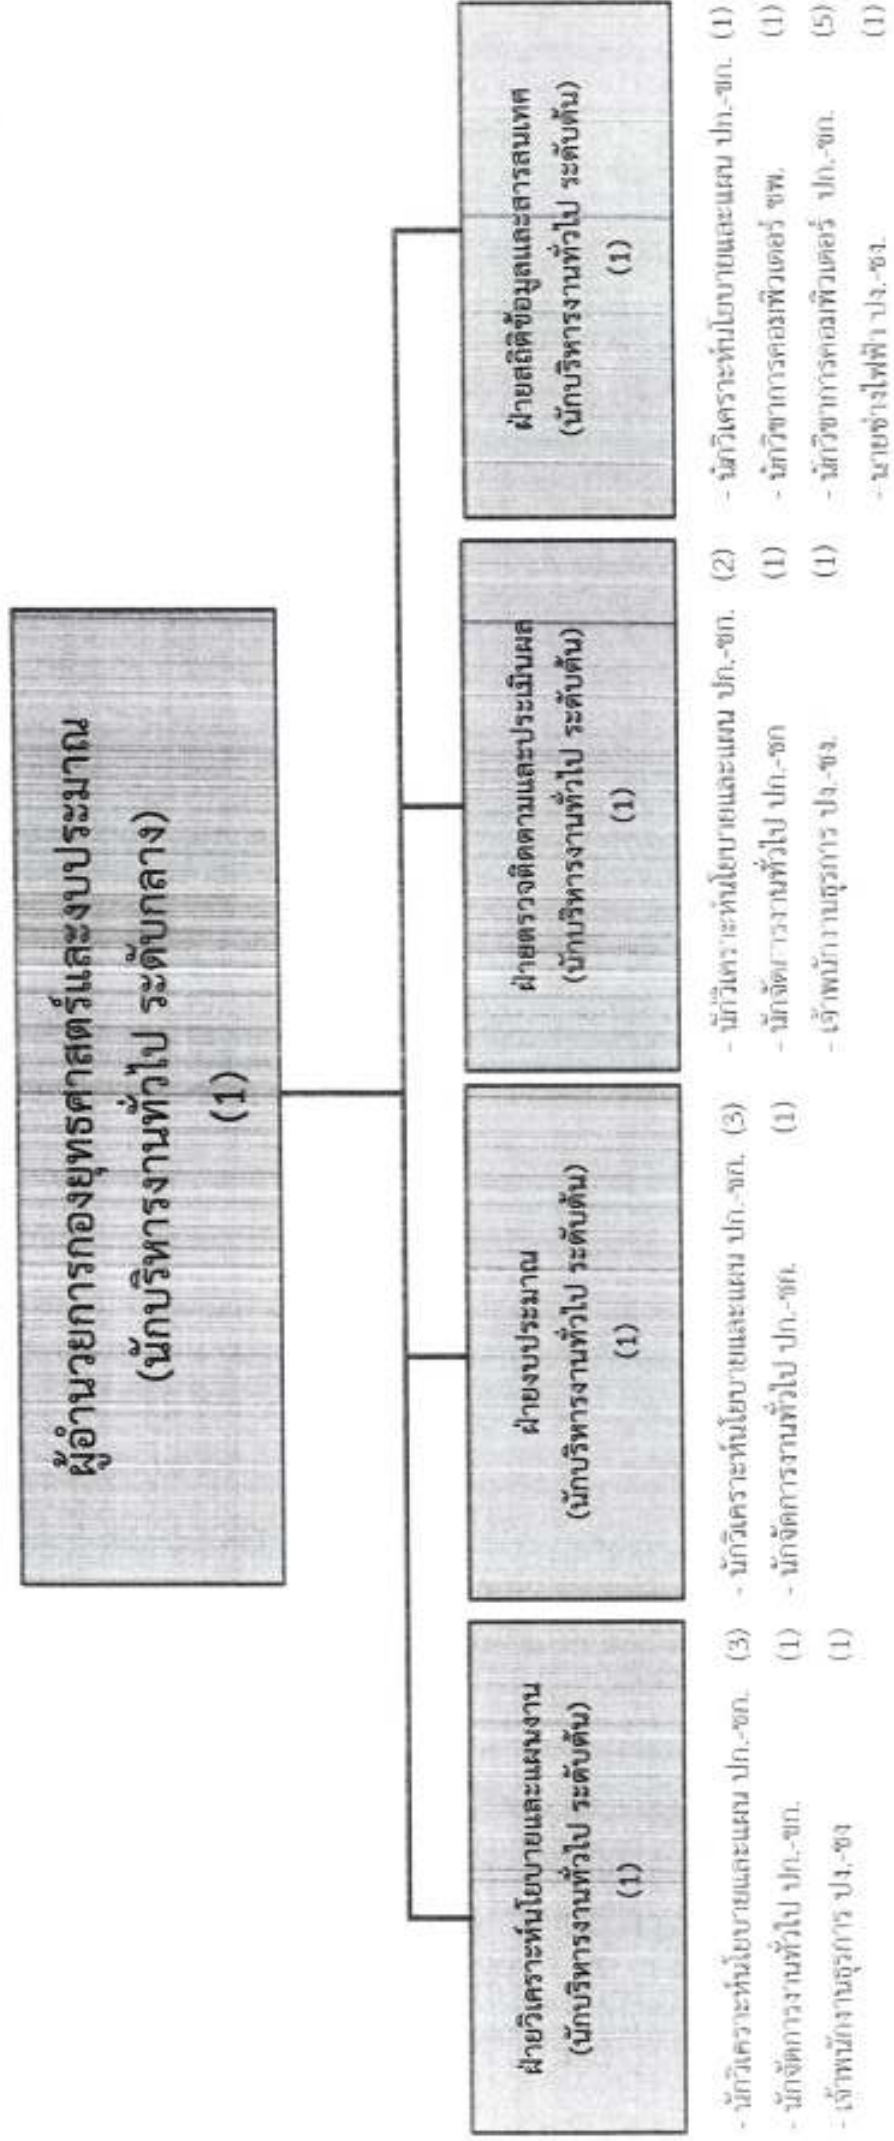 ผู้อำนวยการกองยุทธศาสตร์และงบประมาณ
(นักบริหารงานทั่วไป ระดับกลาง)
(1)
ฝ่ายวิเคราะห์นโยบายและแผนงาน
(นักบริหารงานทั่วไป ระดับต้น)
(1)
- นักวิเคราะห์นโยบายและแผน ปก.-ชก. (3)
- นักจัดการงานทั่วไป ปก.-ชก. (1)
- เจ้าพนักงานธุรการ ปง.-ชง (1)
ฝ่ายงบประมาณ
(นักบริหารงานทั่วไป ระดับต้น)
(1)
- นักวิเคราะห์นโยบายและแผน ปก.-ชก. (3)
- นักจัดการงานทั่วไป ปก.-ชก. (1)
ฝ่ายตรวจติดตามและประเมินผล
(นักบริหารงานทั่วไป ระดับต้น)
(1)
- นักวิเคราะห์นโยบายและแผน ปก.-ชก. (2)
- นักจัดการงานทั่วไป ปก.-ชก (1)
- เจ้าพนักงานธุรการ ปง.-ชง. (1)
ฝ่ายสถิติข้อมูลและสารสนเทศ
(นักบริหารงานทั่วไป ระดับต้น)
(1)
- นักวิเคราะห์นโยบายและแผน ปก.-ชก. (1)
- นักวิชาการคอมพิวเตอร์ ชพ. (1)
- นักวิชาการคอมพิวเตอร์ ปก.-ชก. (5)
- นายช่างไฟฟ้า ปง.-ชง. (1)